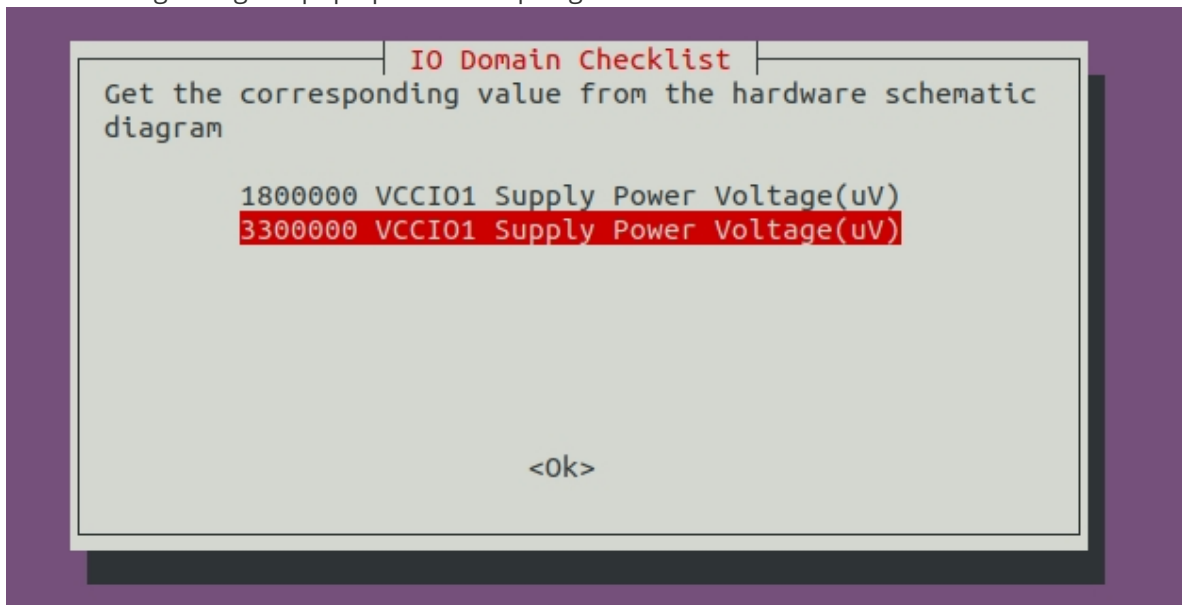 IO Domain Checklist
Get the corresponding value from the hardware schematic
diagram
1800000 VCCIO1 Supply Power Voltage(uV)
3300000 VCCIO1 Supply Power Voltage(uV)
<Ok>